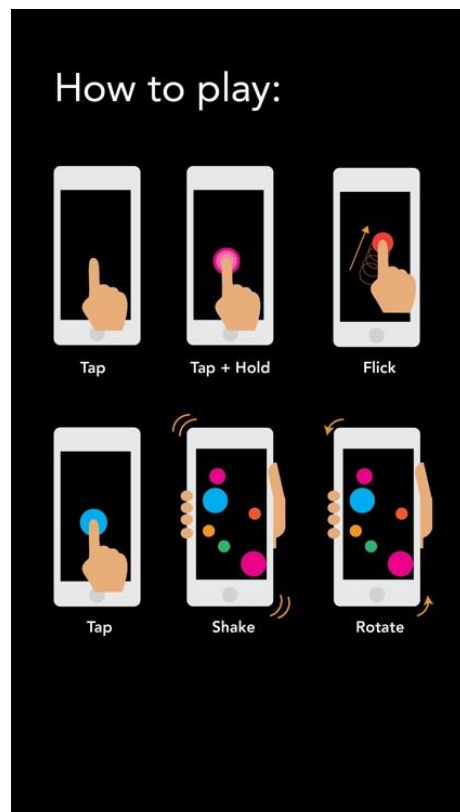 How to play:
Tap
Tap + Hold
Flick
Tap
Shake
Rotate